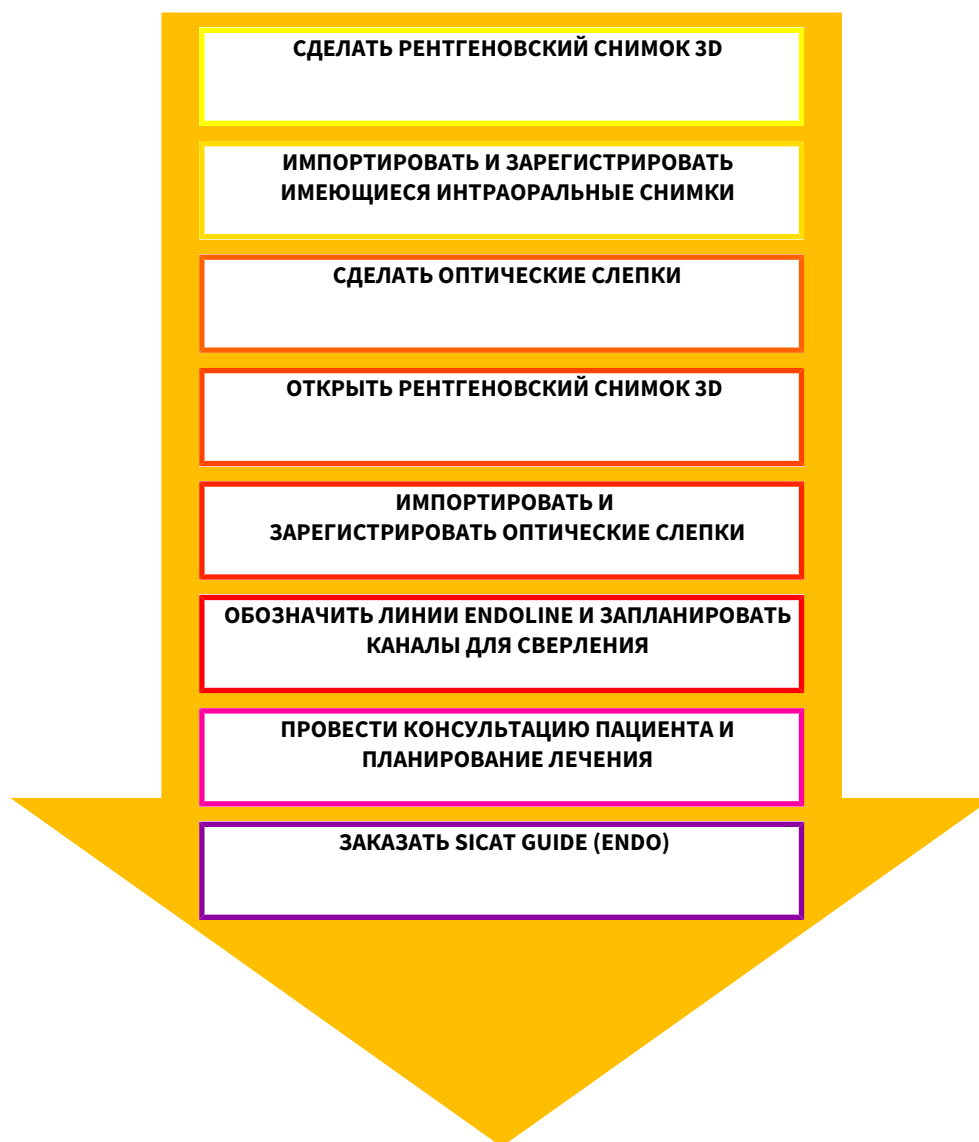 СДЕЛАТЬ РЕНТГЕНОВСКИЙ СНИМОК 3D
ИМПОРТИРОВАТЬ И ЗАРЕГИСТРИРОВАТЬ
ИМЕЮЩИЕСЯ ИНТРАОРАЛЬНЫЕ СНИМКИ
СДЕЛАТЬ ОПТИЧЕСКИЕ СЛЕПКИ
ОТКРЫТЬ РЕНТГЕНОВСКИЙ СНИМОК 3D
ИМПОРТИРОВАТЬ И
ЗАРЕГИСТРИРОВАТЬ ОПТИЧЕСКИЕ СЛЕПКИ
ОБОЗНАЧИТЬ ЛИНИИ ENDOLINE И ЗАПЛАНИРОВАТЬ
КАНАЛЫ ДЛЯ СВЕРЛЕНИЯ
ПРОВЕСТИ КОНСУЛЬТАЦИЮ ПАЦИЕНТА И
ПЛАНИРОВАНИЕ ЛЕЧЕНИЯ
ЗАКАЗАТЬ SICAT GUIDE (ENDO)